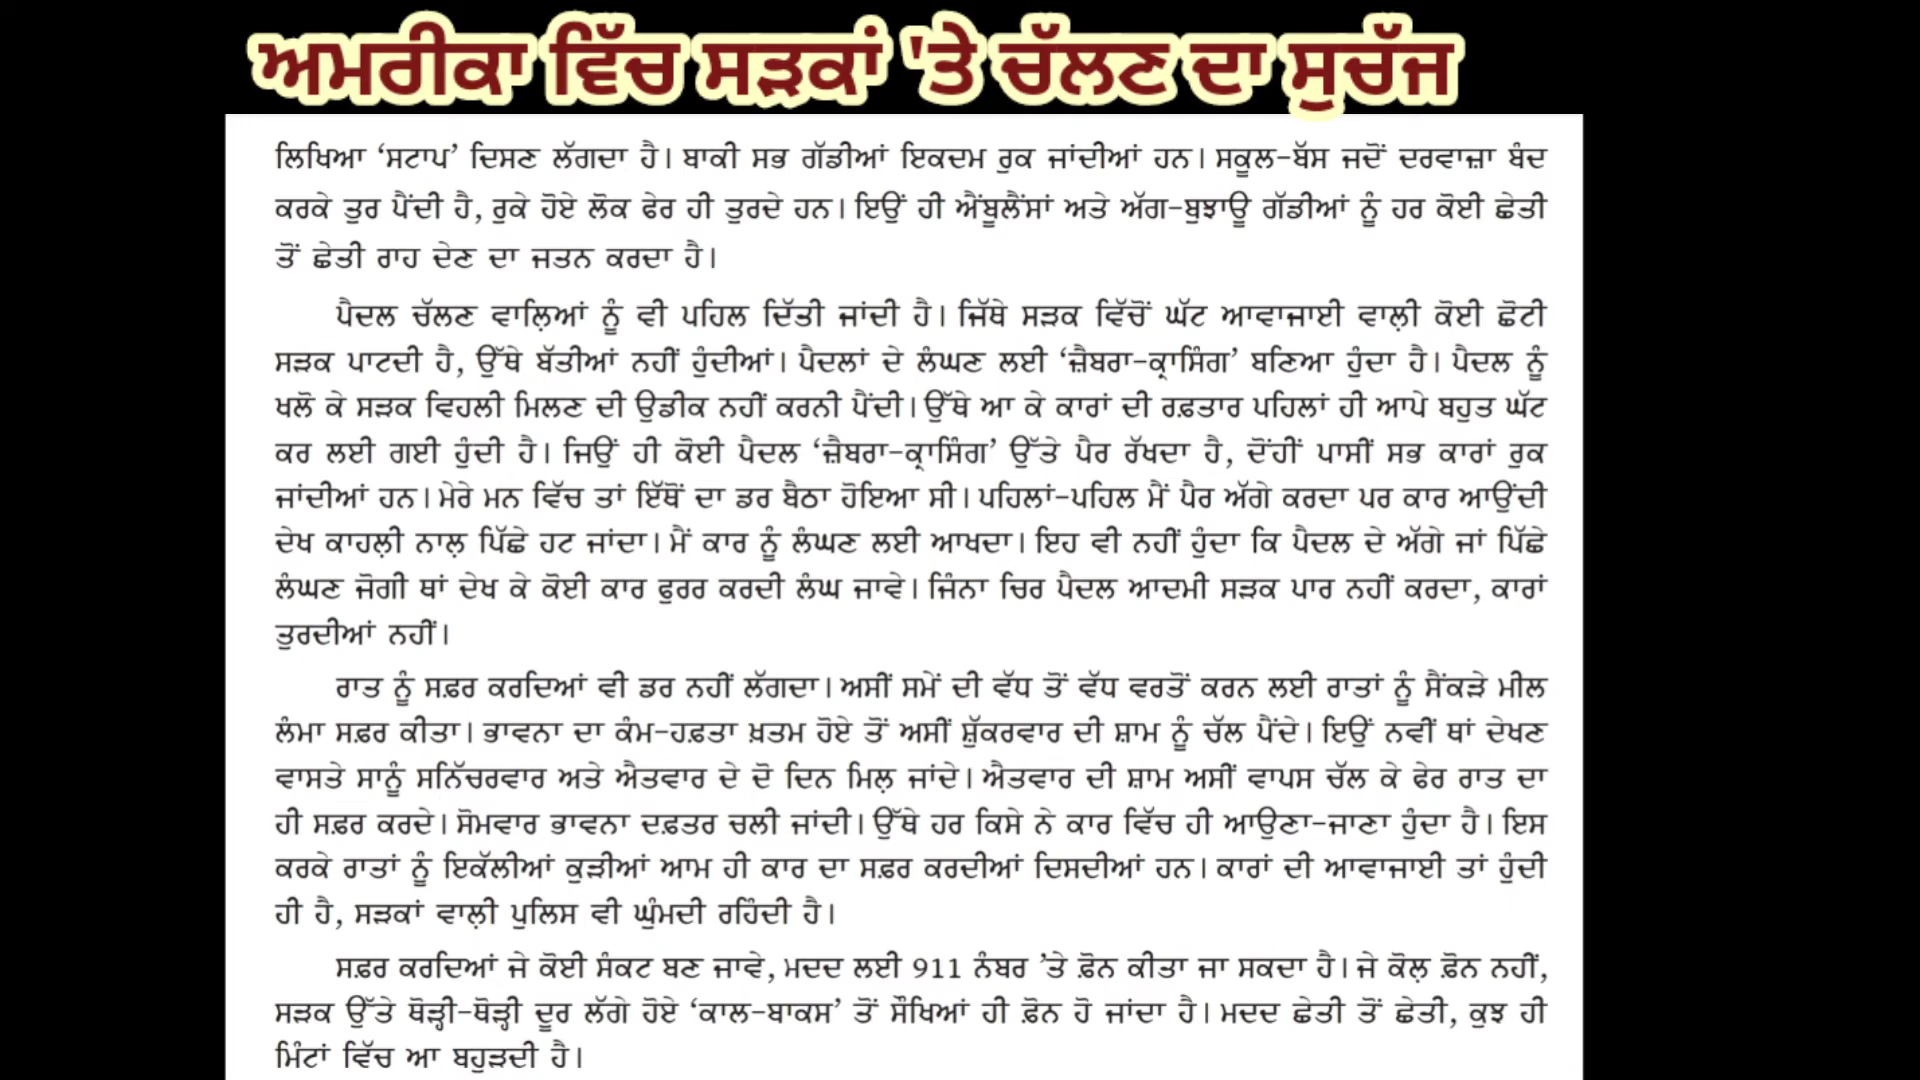 ਅਮਰੀਕਾ ਵਿੱਚ ਸੜਕਾਂ 'ਤੇ ਚੱਲਣ ਦਾ ਸੁਚੱਜ
ਲਿਖਿਆ ‘ਸਟਾਪ’ ਦਿਸਣ ਲੱਗਦਾ ਹੈ। ਬਾਕੀ ਸਭ ਗੱਡੀਆਂ ਇਕਦਮ ਰੁਕ ਜਾਂਦੀਆਂ ਹਨ। ਸਕੂਲ-ਬੱਸ ਜਦੋਂ ਦਰਵਾਜ਼ਾ ਬੰਦ
ਕਰਕੇ ਤੁਰ ਪੈਂਦੀ ਹੈ, ਰੁਕੇ ਹੋਏ ਲੋਕ ਫੇਰ ਹੀ ਤੁਰਦੇ ਹਨ। ਇਉਂ ਹੀ ਐਂਬੂਲੈਂਸਾਂ ਅਤੇ ਅੱਗ-ਬੁਝਾਊ ਗੱਡੀਆਂ ਨੂੰ ਹਰ ਕੋਈ ਛੇਤੀ
ਤੋਂ ਛੇਤੀ ਰਾਹ ਦੇਣ ਦਾ ਜਤਨ ਕਰਦਾ ਹੈ।
ਪੈਦਲ ਚੱਲਣ ਵਾਲ਼ਿਆਂ ਨੂੰ ਵੀ ਪਹਿਲ ਦਿੱਤੀ ਜਾਂਦੀ ਹੈ। ਜਿੱਥੇ ਸੜਕ ਵਿੱਚੋਂ ਘੱਟ ਆਵਾਜਾਈ ਵਾਲ਼ੀ ਕੋਈ ਛੋਟੀ
ਸੜਕ ਪਾਟਦੀ ਹੈ, ਉੱਥੇ ਬੱਤੀਆਂ ਨਹੀਂ ਹੁੰਦੀਆਂ। ਪੈਦਲਾਂ ਦੇ ਲੰਘਣ ਲਈ ‘ਜ਼ੈਬਰਾ-ਕ੍ਰਾਸਿੰਗ’ ਬਣਿਆ ਹੁੰਦਾ ਹੈ। ਪੈਦਲ ਨੂੰ
ਖਲੋ ਕੇ ਸੜਕ ਵਿਹਲੀ ਮਿਲਣ ਦੀ ਉਡੀਕ ਨਹੀਂ ਕਰਨੀ ਪੈਂਦੀ। ਉੱਥੇ ਆ ਕੇ ਕਾਰਾਂ ਦੀ ਰਫ਼ਤਾਰ ਪਹਿਲਾਂ ਹੀ ਆਪੇ ਬਹੁਤ ਘੱਟ
ਕਰ ਲਈ ਗਈ ਹੁੰਦੀ ਹੈ। ਜਿਉਂ ਹੀ ਕੋਈ ਪੈਦਲ ‘ਜ਼ੈਬਰਾ-ਕ੍ਰਾਸਿੰਗ’ ਉੱਤੇ ਪੈਰ ਰੱਖਦਾ ਹੈ, ਦੋਂਹੀਂ ਪਾਸੀਂ ਸਭ ਕਾਰਾਂ ਰੁਕ
ਜਾਂਦੀਆਂ ਹਨ। ਮੇਰੇ ਮਨ ਵਿੱਚ ਤਾਂ ਇੱਥੋਂ ਦਾ ਡਰ ਬੈਠਾ ਹੋਇਆ ਸੀ। ਪਹਿਲਾਂ-ਪਹਿਲ ਮੈਂ ਪੈਰ ਅੱਗੇ ਕਰਦਾ ਪਰ ਕਾਰ ਆਉਂਦੀ
ਦੇਖ ਕਾਹਲ਼ੀ ਨਾਲ਼ ਪਿੱਛੇ ਹਟ ਜਾਂਦਾ। ਮੈਂ ਕਾਰ ਨੂੰ ਲੰਘਣ ਲਈ ਆਖਦਾ। ਇਹ ਵੀ ਨਹੀਂ ਹੁੰਦਾ ਕਿ ਪੈਦਲ ਦੇ ਅੱਗੇ ਜਾਂ ਪਿੱਛੇ
ਲੰਘਣ ਜੋਗੀ ਥਾਂ ਦੇਖ ਕੇ ਕੋਈ ਕਾਰ ਫੁਰਰ ਕਰਦੀ ਲੰਘ ਜਾਵੇ। ਜਿੰਨਾ ਚਿਰ ਪੈਦਲ ਆਦਮੀ ਸੜਕ ਪਾਰ ਨਹੀਂ ਕਰਦਾ, ਕਾਰਾਂ
ਤੁਰਦੀਆਂ ਨਹੀਂ।
ਰਾਤ ਨੂੰ ਸਫ਼ਰ ਕਰਦਿਆਂ ਵੀ ਡਰ ਨਹੀਂ ਲੱਗਦਾ। ਅਸੀਂ ਸਮੇਂ ਦੀ ਵੱਧ ਤੋਂ ਵੱਧ ਵਰਤੋਂ ਕਰਨ ਲਈ ਰਾਤਾਂ ਨੂੰ ਸੈਂਕੜੇ ਮੀਲ
ਲੰਮਾ ਸਫ਼ਰ ਕੀਤਾ। ਭਾਵਨਾ ਦਾ ਕੰਮ-ਹਫ਼ਤਾ ਖ਼ਤਮ ਹੋਏ ਤੋਂ ਅਸੀਂ ਸ਼ੁੱਕਰਵਾਰ ਦੀ ਸ਼ਾਮ ਨੂੰ ਚੱਲ ਪੈਂਦੇ। ਇਉਂ ਨਵੀਂ ਥਾਂ ਦੇਖਣ
ਵਾਸਤੇ ਸਾਨੂੰ ਸਨਿੱਚਰਵਾਰ ਅਤੇ ਐਤਵਾਰ ਦੇ ਦੋ ਦਿਨ ਮਿਲ਼ ਜਾਂਦੇ। ਐਤਵਾਰ ਦੀ ਸ਼ਾਮ ਅਸੀਂ ਵਾਪਸ ਚੱਲ ਕੇ ਫੇਰ ਰਾਤ ਦਾ
ਹੀ ਸਫ਼ਰ ਕਰਦੇ। ਸੋਮਵਾਰ ਭਾਵਨਾ ਦਫ਼ਤਰ ਚਲੀ ਜਾਂਦੀ। ਉੱਥੇ ਹਰ ਕਿਸੇ ਨੇ ਕਾਰ ਵਿੱਚ ਹੀ ਆਉਣਾ-ਜਾਣਾ ਹੁੰਦਾ ਹੈ। ਇਸ
ਕਰਕੇ ਰਾਤਾਂ ਨੂੰ ਇਕੱਲੀਆਂ ਕੁੜੀਆਂ ਆਮ ਹੀ ਕਾਰ ਦਾ ਸਫ਼ਰ ਕਰਦੀਆਂ ਦਿਸਦੀਆਂ ਹਨ। ਕਾਰਾਂ ਦੀ ਆਵਾਜਾਈ ਤਾਂ ਹੁੰਦੀ
ਹੀ ਹੈ, ਸੜਕਾਂ ਵਾਲ਼ੀ ਪੁਲਿਸ ਵੀ ਘੁੰਮਦੀ ਰਹਿੰਦੀ ਹੈ।
ਸਫ਼ਰ ਕਰਦਿਆਂ ਜੇ ਕੋਈ ਸੰਕਟ ਬਣ ਜਾਵੇ, ਮਦਦ ਲਈ 911 ਨੰਬਰ ’ਤੇ ਫ਼ੋਨ ਕੀਤਾ ਜਾ ਸਕਦਾ ਹੈ। ਜੇ ਕੋਲ਼ ਫ਼ੋਨ ਨਹੀਂ,
ਸੜਕ ਉੱਤੇ ਥੋੜ੍ਹੀ-ਥੋੜ੍ਹੀ ਦੂਰ ਲੱਗੇ ਹੋਏ ‘ਕਾਲ-ਬਾਕਸ’ ਤੋਂ ਸੌਖਿਆਂ ਹੀ ਫ਼ੋਨ ਹੋ ਜਾਂਦਾ ਹੈ। ਮਦਦ ਛੇਤੀ ਤੋਂ ਛੇਤੀ, ਕੁਝ ਹੀ
ਮਿੰਟਾਂ ਵਿੱਚ ਆ ਬਹੁੜਦੀ ਹੈ।